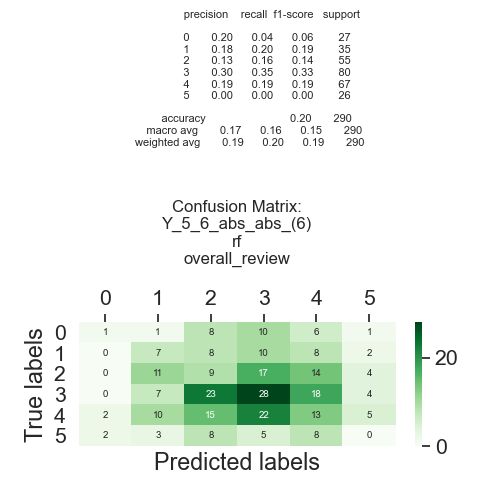 precision recall f1-score support
0 0.20 0.04 0.06 27
1 0.18 0.20 0.19 35
2 0.13 0.16 0.14 55
3 0.30 0.35 0.33 80
4 0.19 0.19 0.19 67
5 0.00 0.00 0.00 26
accuracy 0.20 290
macro avg 0.17 0.16 0.15 290
weighted avg 0.19 0.20 0.19 290
Confusion Matrix:
Y_5_6_abs_abs_(6)
rf
overall_review
0 1 2 3 4 5
0 1 1 8 10 6 1
1 0 7 8 10 8 2
2 0 11 9 17 14 4
3 0 7 23 28 18 4
4 2 10 15 22 13 5
5 2 3 8 5 8 0
True labels
Predicted labels
20
0